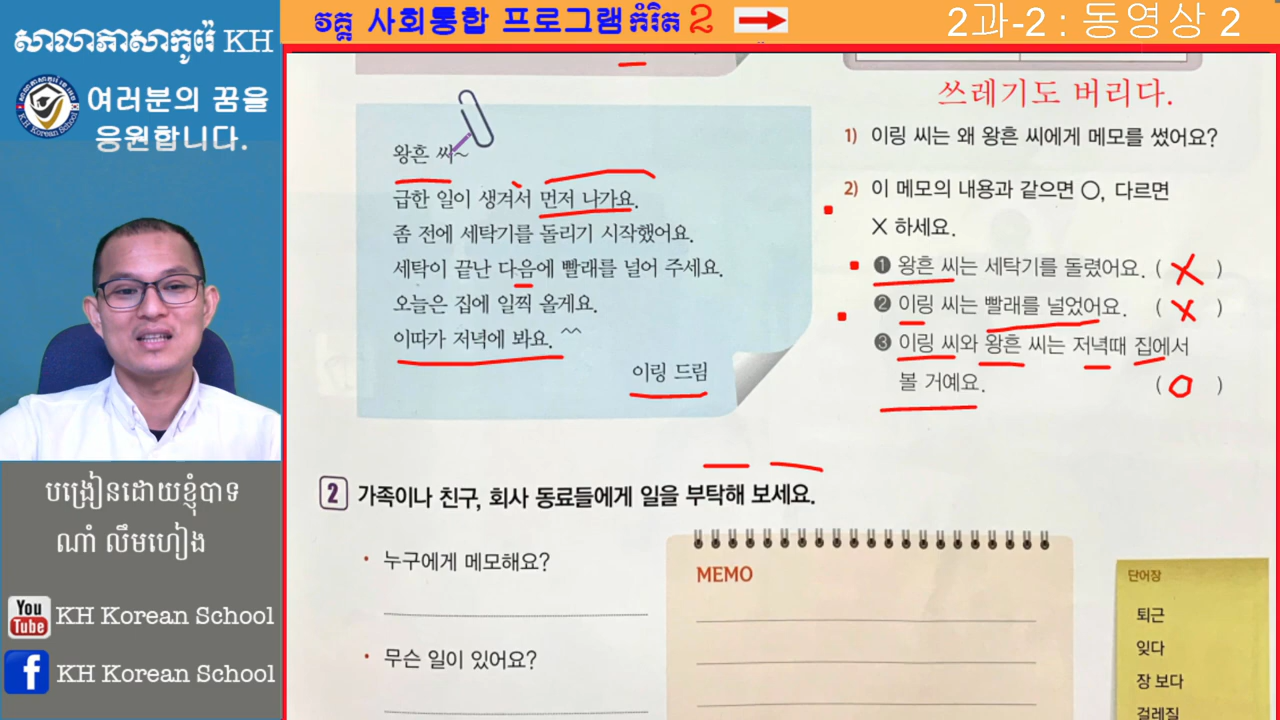 វគ្គ 사회통합 프로그램 កំរិត 2
2과-2 : 동영상 2
សាលាភាសាកូរ៉េ KH
여러분의 꿈을
응원합니다.
បង្រៀនដោយខ្ញុំបាទ
ណាំ លឹមហៀង
You
Tube
KH Korean School
f KH Korean School
왕흔 씨~
급한 일이 생겨서 먼저 나가요.
좀 전에 세탁기를 돌리기 시작했어요.
세탁이 끝난 다음에 빨래를 널어 주세요.
오늘은 집에 일찍 올게요.
이따가 저녁에 봐요. ^^
이링 드림
쓰레기도 버리다.
1) 이링 씨는 왜 왕흔 씨에게 메모를 썼어요?
2) 이 메모의 내용과 같으면 ○, 다르면
X 하세요.
❶ 왕흔 씨는 세탁기를 돌렸어요. ( X )
❷ 이링 씨는 빨래를 널었어요. ( X )
❸ 이링 씨와 왕흔 씨는 저녁때 집에서
볼 거예요. ( O )
2 가족이나 친구, 회사 동료들에게 일을 부탁해 보세요.
• 누구에게 메모해요?
• 무슨 일이 있어요?
MEMO
단어장
퇴근
잊다
장 보다
걸레질